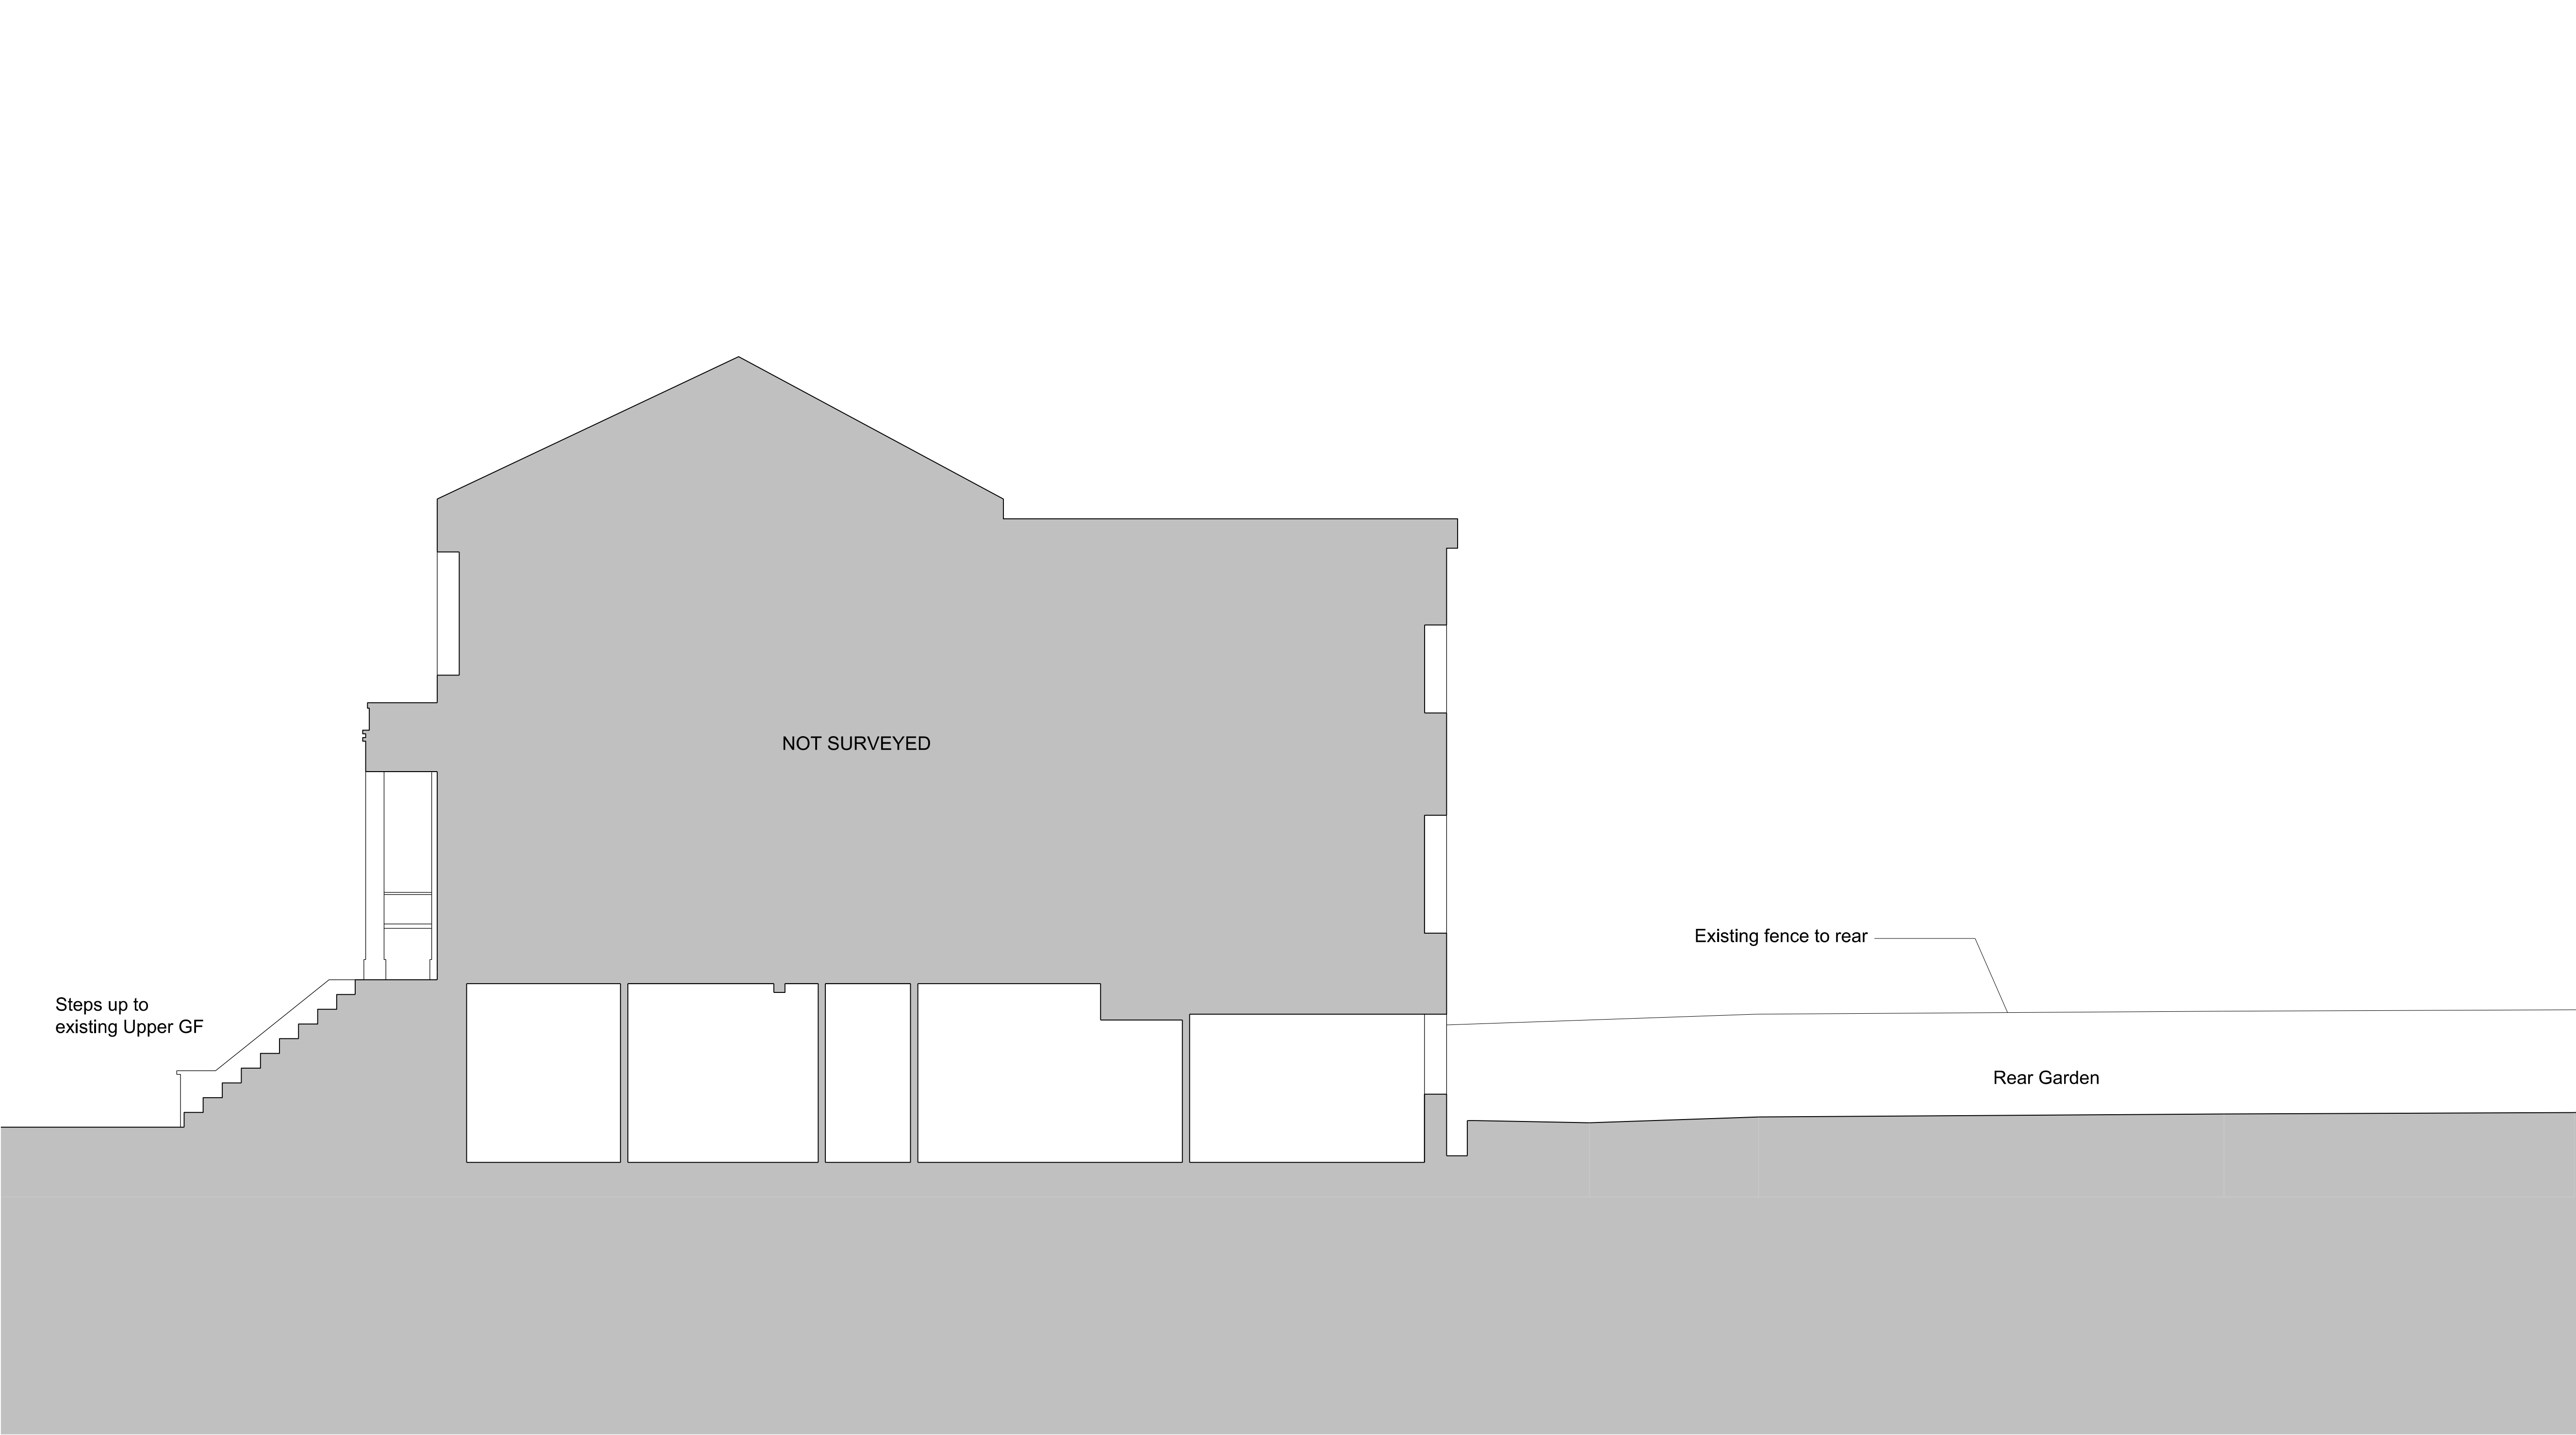 NOT SURVEYED
Existing fence to rear
Steps up to
existing Upper GF
Rear Garden